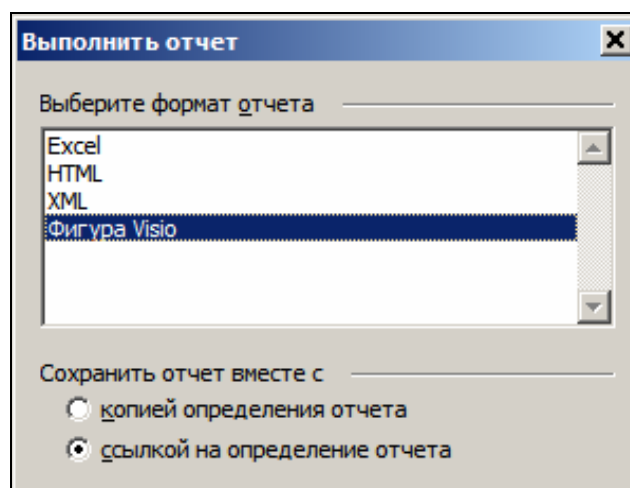 Выполнить отчет
Выберите формат отчета
Excel
HTML
XML
Фигура Visio
Сохранить отчет вместе с
копией определения отчета
ссылкой на определение отчета